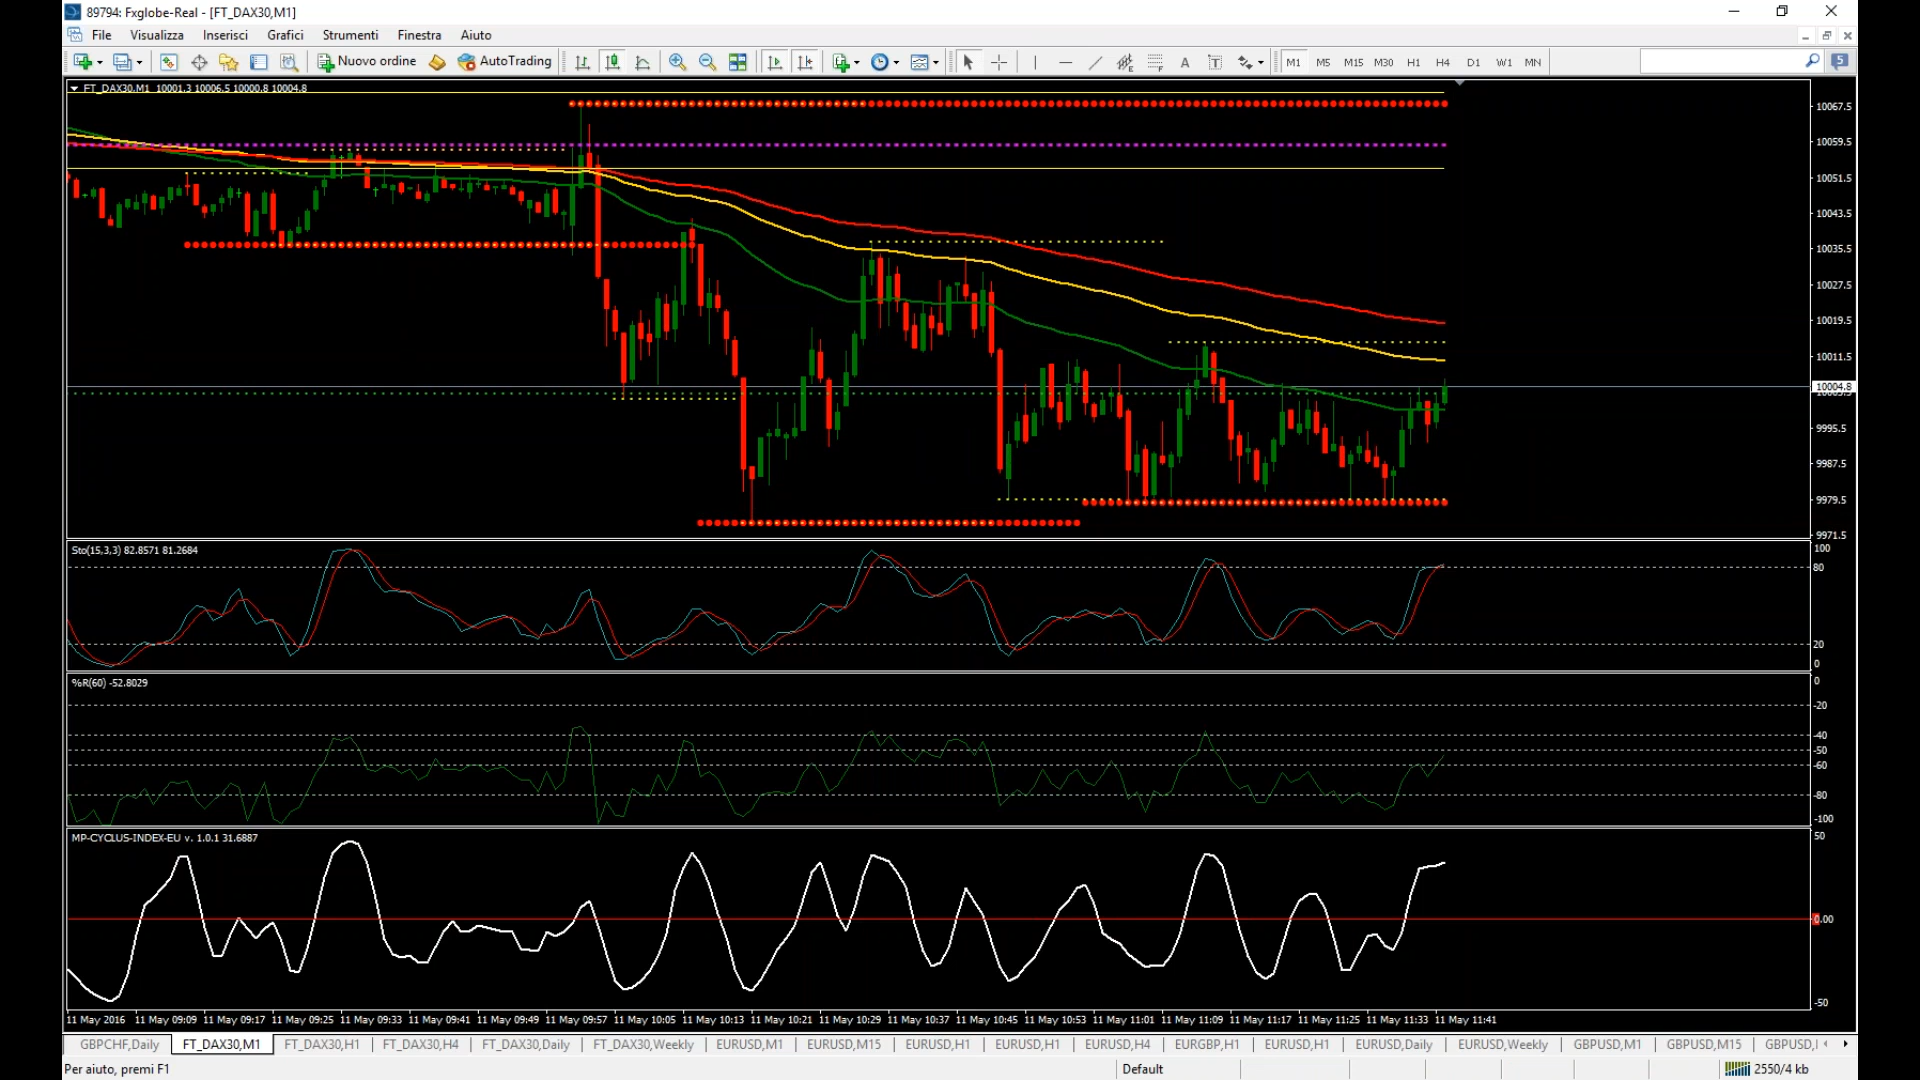 89794: Fxglobe-Real - [FT_DAX30,M1]
File Visualizza Inserisci Grafici Strumenti Finestra Aiuto
Nuovo ordine AutoTrading A T M1 M5 M15 M30 H1 H4 D1 W1 MN 5
FT_DAX30,M1 10001.3 10006.5 10000.8 10004.8
10067.5
10059.5
10051.5
10043.5
10035.5
10027.5
10019.5
10011.5
10004.8
9995.5
9987.5
9979.5
9971.5
Sto(15,3,3) 82.8571 81.2684
100
80
20
0
%R(60) -52.8029
0
-20
-40
-50
-60
-80
-100
MP-CYCLUS-INDEX-EU v. 1.0.1 31.6887
50
0.00
-50
11 May 2016 11 May 09:09 11 May 09:17 11 May 09:25 11 May 09:33 11 May 09:41 11 May 09:49 11 May 09:57 11 May 10:05 11 May 10:13 11 May 10:21 11 May 10:29 11 May 10:37 11 May 10:45 11 May 10:53 11 May 11:01 11 May 11:09 11 May 11:17 11 May 11:25 11 May 11:33 11 May 11:41
GBPCHF,Daily FT_DAX30,M1 FT_DAX30,H1 FT_DAX30,H4 FT_DAX30,Daily FT_DAX30,Weekly EURUSD,M1 EURUSD,M15 EURUSD,H1 EURUSD,H1 EURUSD,H4 EURGBP,H1 EURUSD,H1 EURUSD,Daily EURUSD,Weekly GBPUSD,M1 GBPUSD,M15 GBPUSD,
Per aiuto, premi F1 Default 2550/4 kb